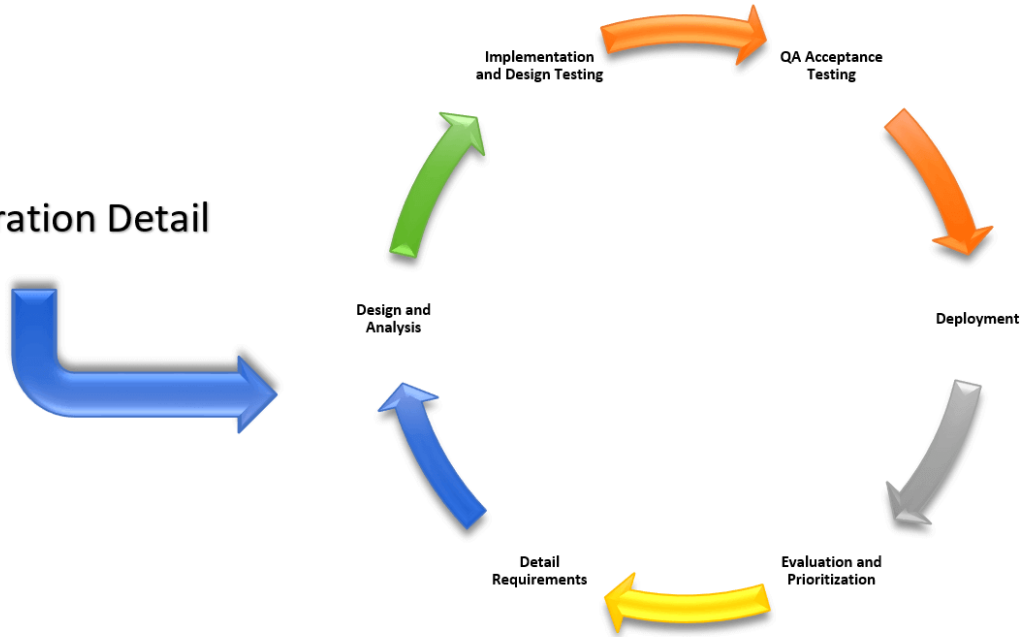 ration Detail
Implementation
and Design Testing
QA Acceptance
Testing
Design and
Analysis
Deployment
Detail
Requirements
Evaluation and
Prioritization